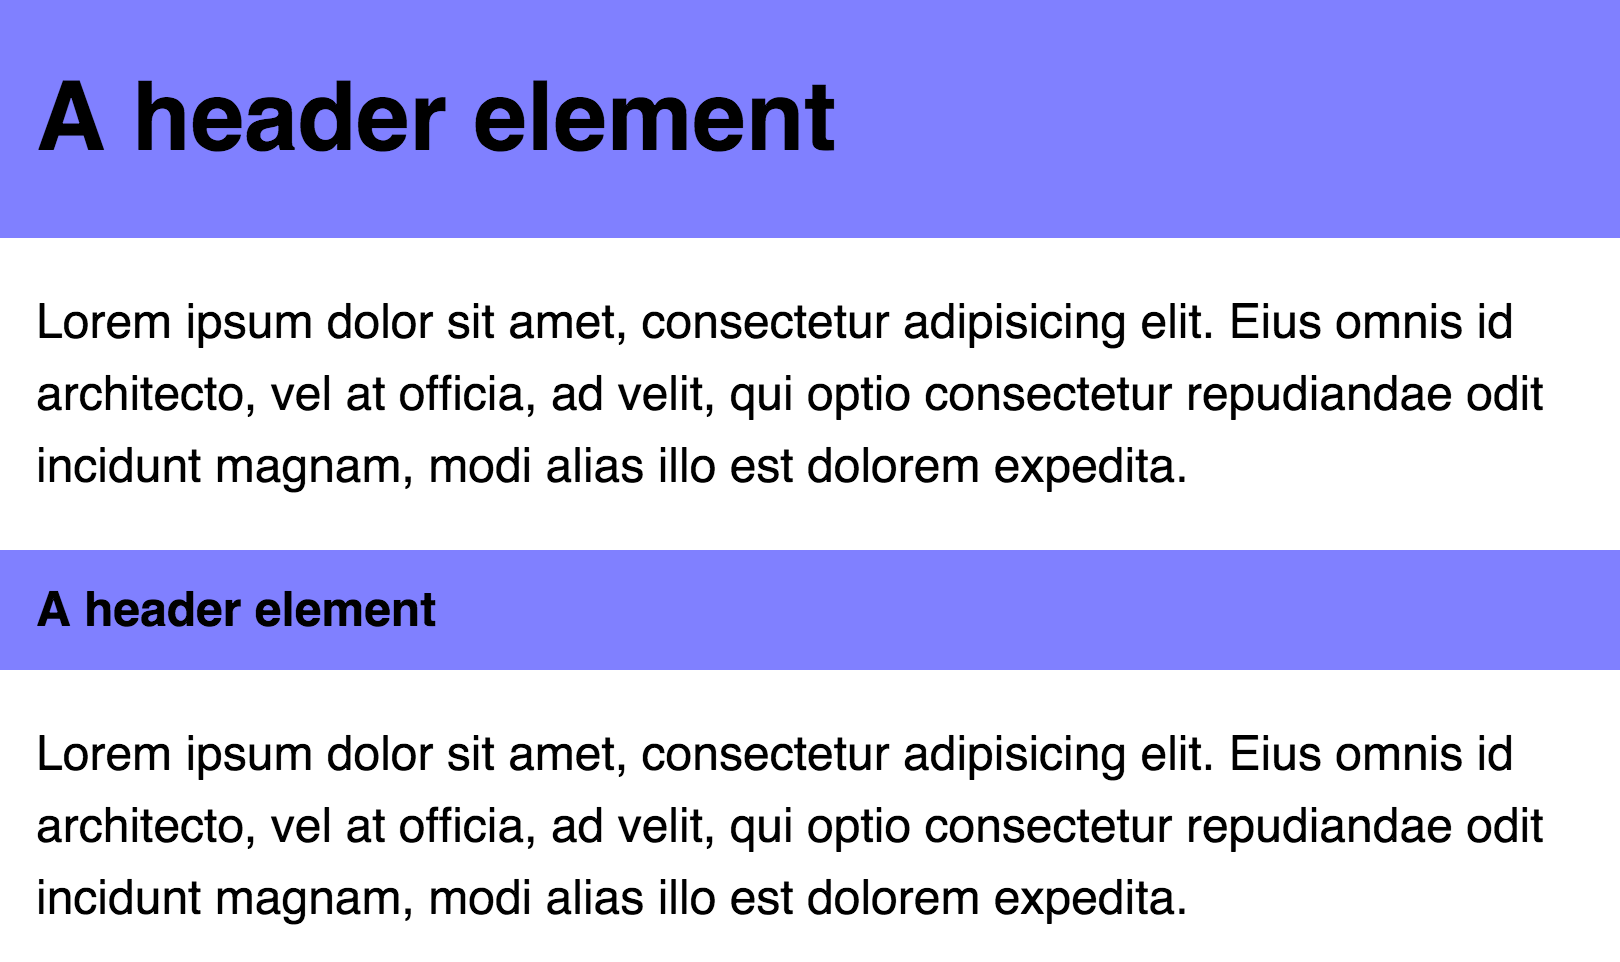 A header element
Lorem ipsum dolor sit amet, consectetur adipisicing elit. Eius omnis id
architecto, vel at officia, ad velit, qui optio consectetur repudiandae odit
incidunt magnam, modi alias illo est dolorem expedita.
A header element
Lorem ipsum dolor sit amet, consectetur adipisicing elit. Eius omnis id
architecto, vel at officia, ad velit, qui optio consectetur repudiandae odit
incidunt magnam, modi alias illo est dolorem expedita.